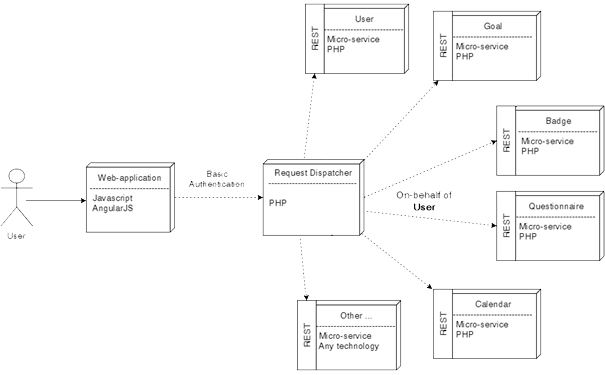 User
REST
Micro-service
PHP
Goal
REST
Micro-service
PHP
Badge
REST
Micro-service
PHP
Web-application
Javascript
AngularJS
Basic
Authentication
Request Dispatcher
PHP
On-behalf of
User
Questionnaire
REST
Micro-service
PHP
User
Calendar
REST
Micro-service
PHP
Other ...
REST
Micro-service
Any technology